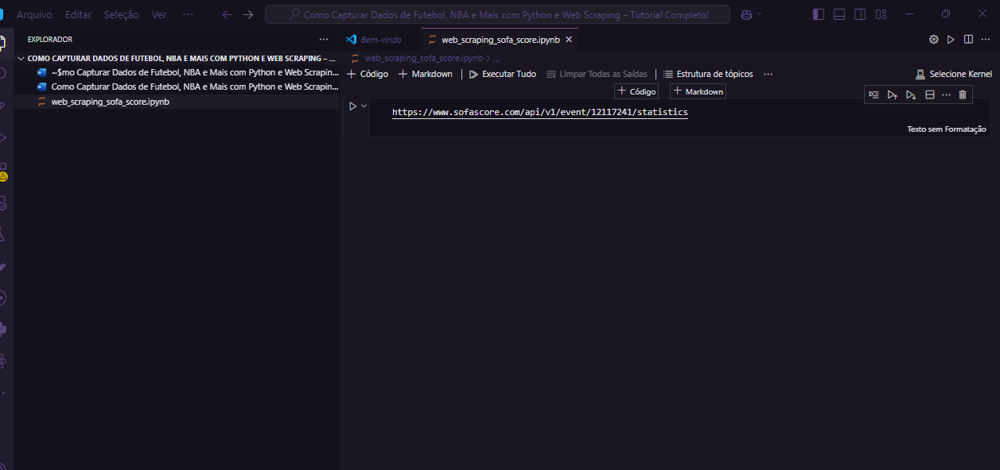 Arquivo Editar Seleção Ver ... Como Capturar Dados de Futebol, NBA e Mais com Python e Web Scraping – Tutorial Completo!
EXPLORADOR ...
COMO CAPTURAR DADOS DE FUTEBOL, NBA E MAIS COM PYTHON E WEB SCRAPING – ...
~$mo Capturar Dados de Futebol, NBA e Mais com Python e Web Scrapin...
Como Capturar Dados de Futebol, NBA e Mais com Python e Web Scrapin...
web_scraping_sofa_score.ipynb
Bem-vindo web_scraping_sofa_score.ipynb
web_scraping_sofa_score.ipynb > ...
+ Código + Markdown | Executar Tudo Limpar Todas as Saídas | Estrutura de tópicos ... Selecione Kernel
+ Código + Markdown
https://www.sofascore.com/api/v1/event/12117241/statistics
Texto sem Formatação